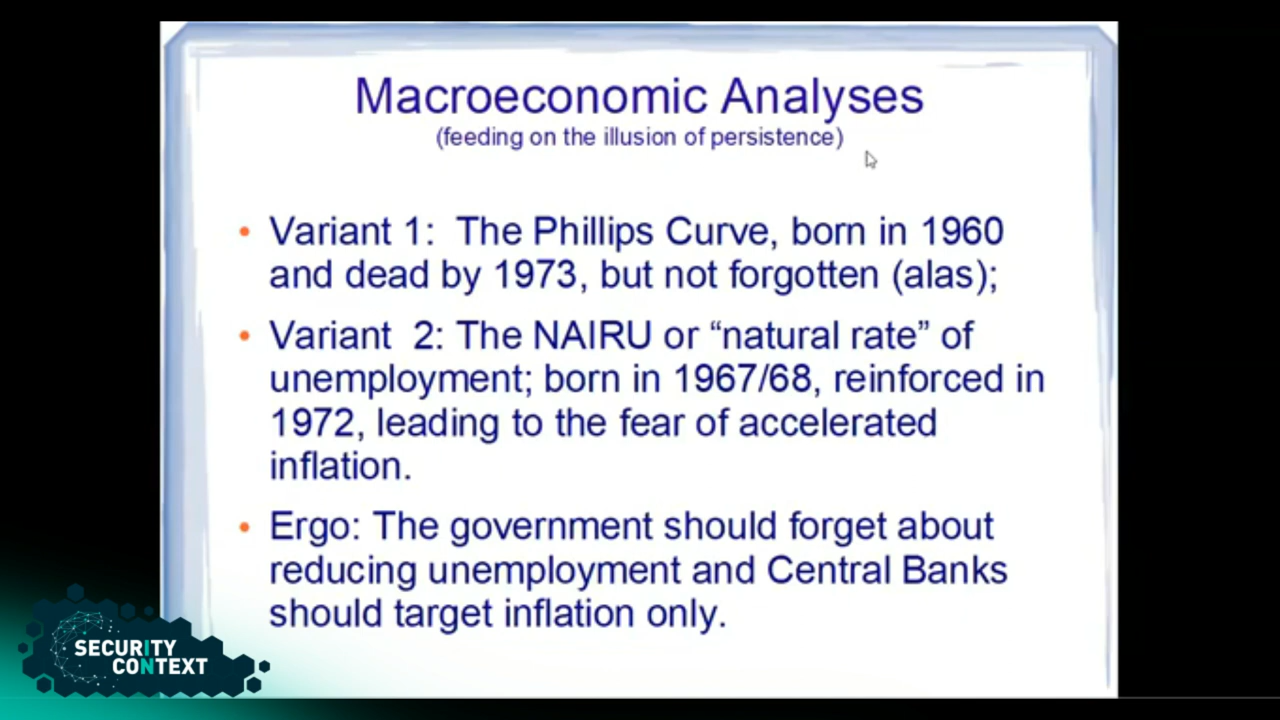 Macroeconomic Analyses
(feeding on the illusion of persistence)
• Variant 1:  The Phillips Curve, born in 1960
and dead by 1973, but not forgotten (alas);
• Variant  2: The NAIRU or “natural rate” of
unemployment; born in 1967/68, reinforced in
1972, leading to the fear of accelerated
inflation.
• Ergo: The government should forget about
reducing unemployment and Central Banks
should target inflation only.
SECURITY
CONTEXT